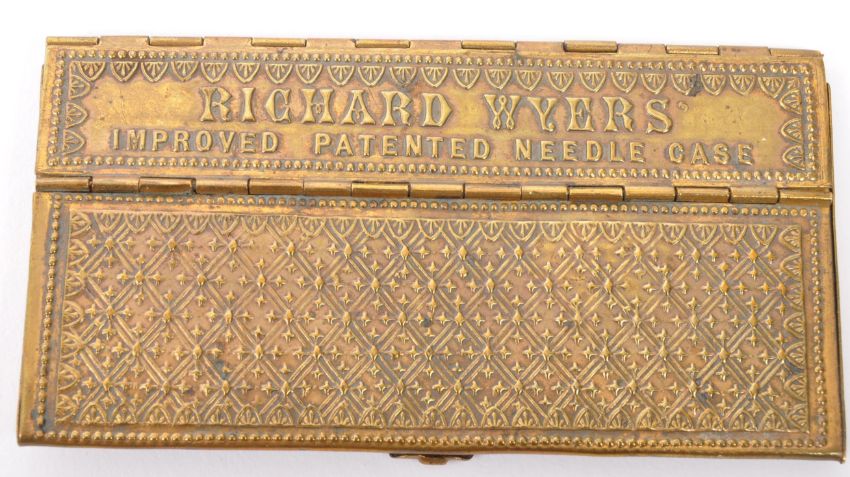 RICHARD WYERS'
IMPROVED PATENTED NEEDLE CASE